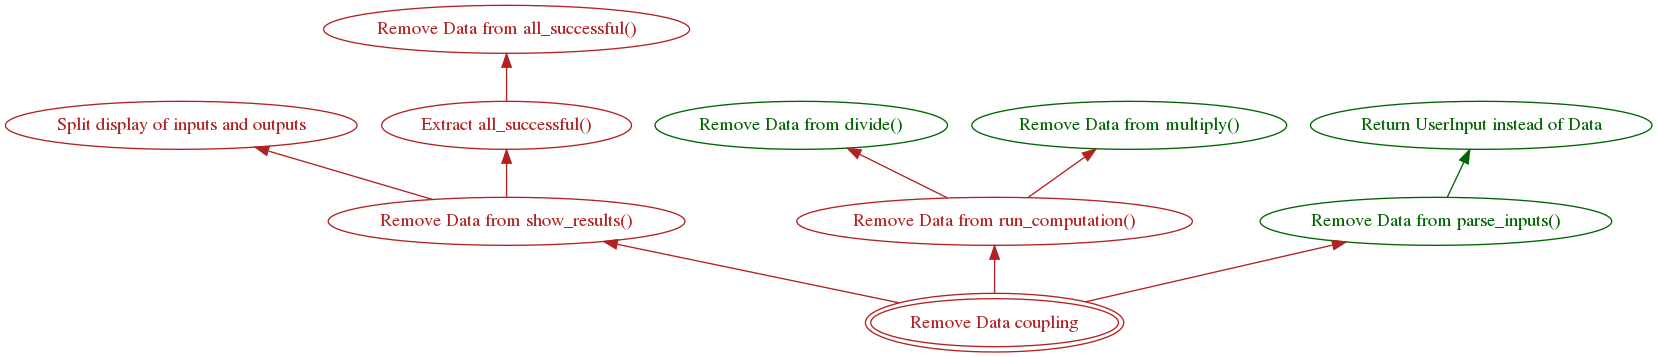 Remove Data from all_successful()
Split display of inputs and outputs
Extract all_successful()
Remove Data from divide()
Remove Data from multiply()
Return UserInput instead of Data
Remove Data from show_results()
Remove Data from run_computation()
Remove Data from parse_inputs()
Remove Data coupling